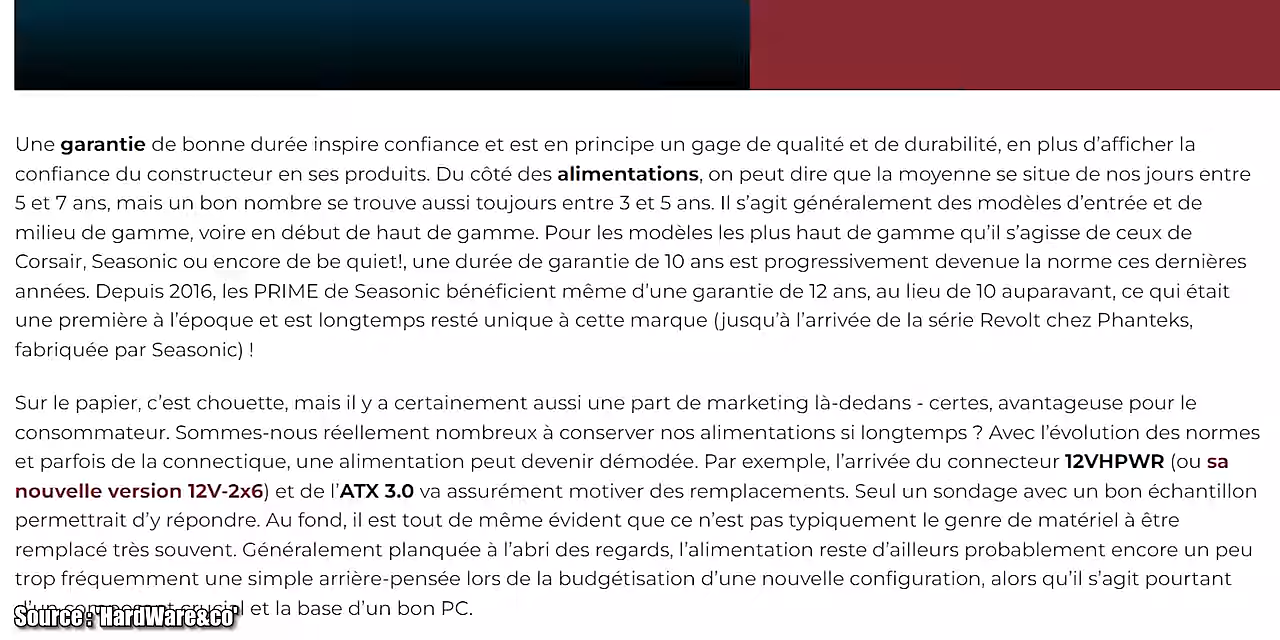 Une garantie de bonne durée inspire confiance et est en principe un gage de qualité et de durabilité, en plus d’afficher la
confiance du constructeur en ses produits. Du côté des alimentations, on peut dire que la moyenne se situe de nos jours entre
5 et 7 ans, mais un bon nombre se trouve aussi toujours entre 3 et 5 ans. Il s’agit généralement des modèles d’entrée et de
milieu de gamme, voire en début de haut de gamme. Pour les modèles les plus haut de gamme qu’il s’agisse de ceux de
Corsair, Seasonic ou encore de be quiet!, une durée de garantie de 10 ans est progressivement devenue la norme ces dernières
années. Depuis 2016, les PRIME de Seasonic bénéficient même d’une garantie de 12 ans, au lieu de 10 auparavant, ce qui était
une première à l’époque et est longtemps resté unique à cette marque (jusqu’à l’arrivée de la série Revolt chez Phanteks,
fabriquée par Seasonic) !
Sur le papier, c’est chouette, mais il y a certainement aussi une part de marketing là-dedans - certes, avantageuse pour le
consommateur. Sommes-nous réellement nombreux à conserver nos alimentations si longtemps ? Avec l’évolution des normes
et parfois de la connectique, une alimentation peut devenir démodée. Par exemple, l’arrivée du connecteur 12VHPWR (ou sa
nouvelle version 12V-2x6) et de l’ATX 3.0 va assurément motiver des remplacements. Seul un sondage avec un bon échantillon
permettrait d’y répondre. Au fond, il est tout de même évident que ce n’est pas typiquement le genre de matériel à être
remplacé très souvent. Généralement planquée à l’abri des regards, l’alimentation reste d’ailleurs probablement encore un peu
trop fréquemment une simple arrière-pensée lors de la budgétisation d’une nouvelle configuration, alors qu’il s’agit pourtant
et la base d’un bon PC.
Source : HardWare&co